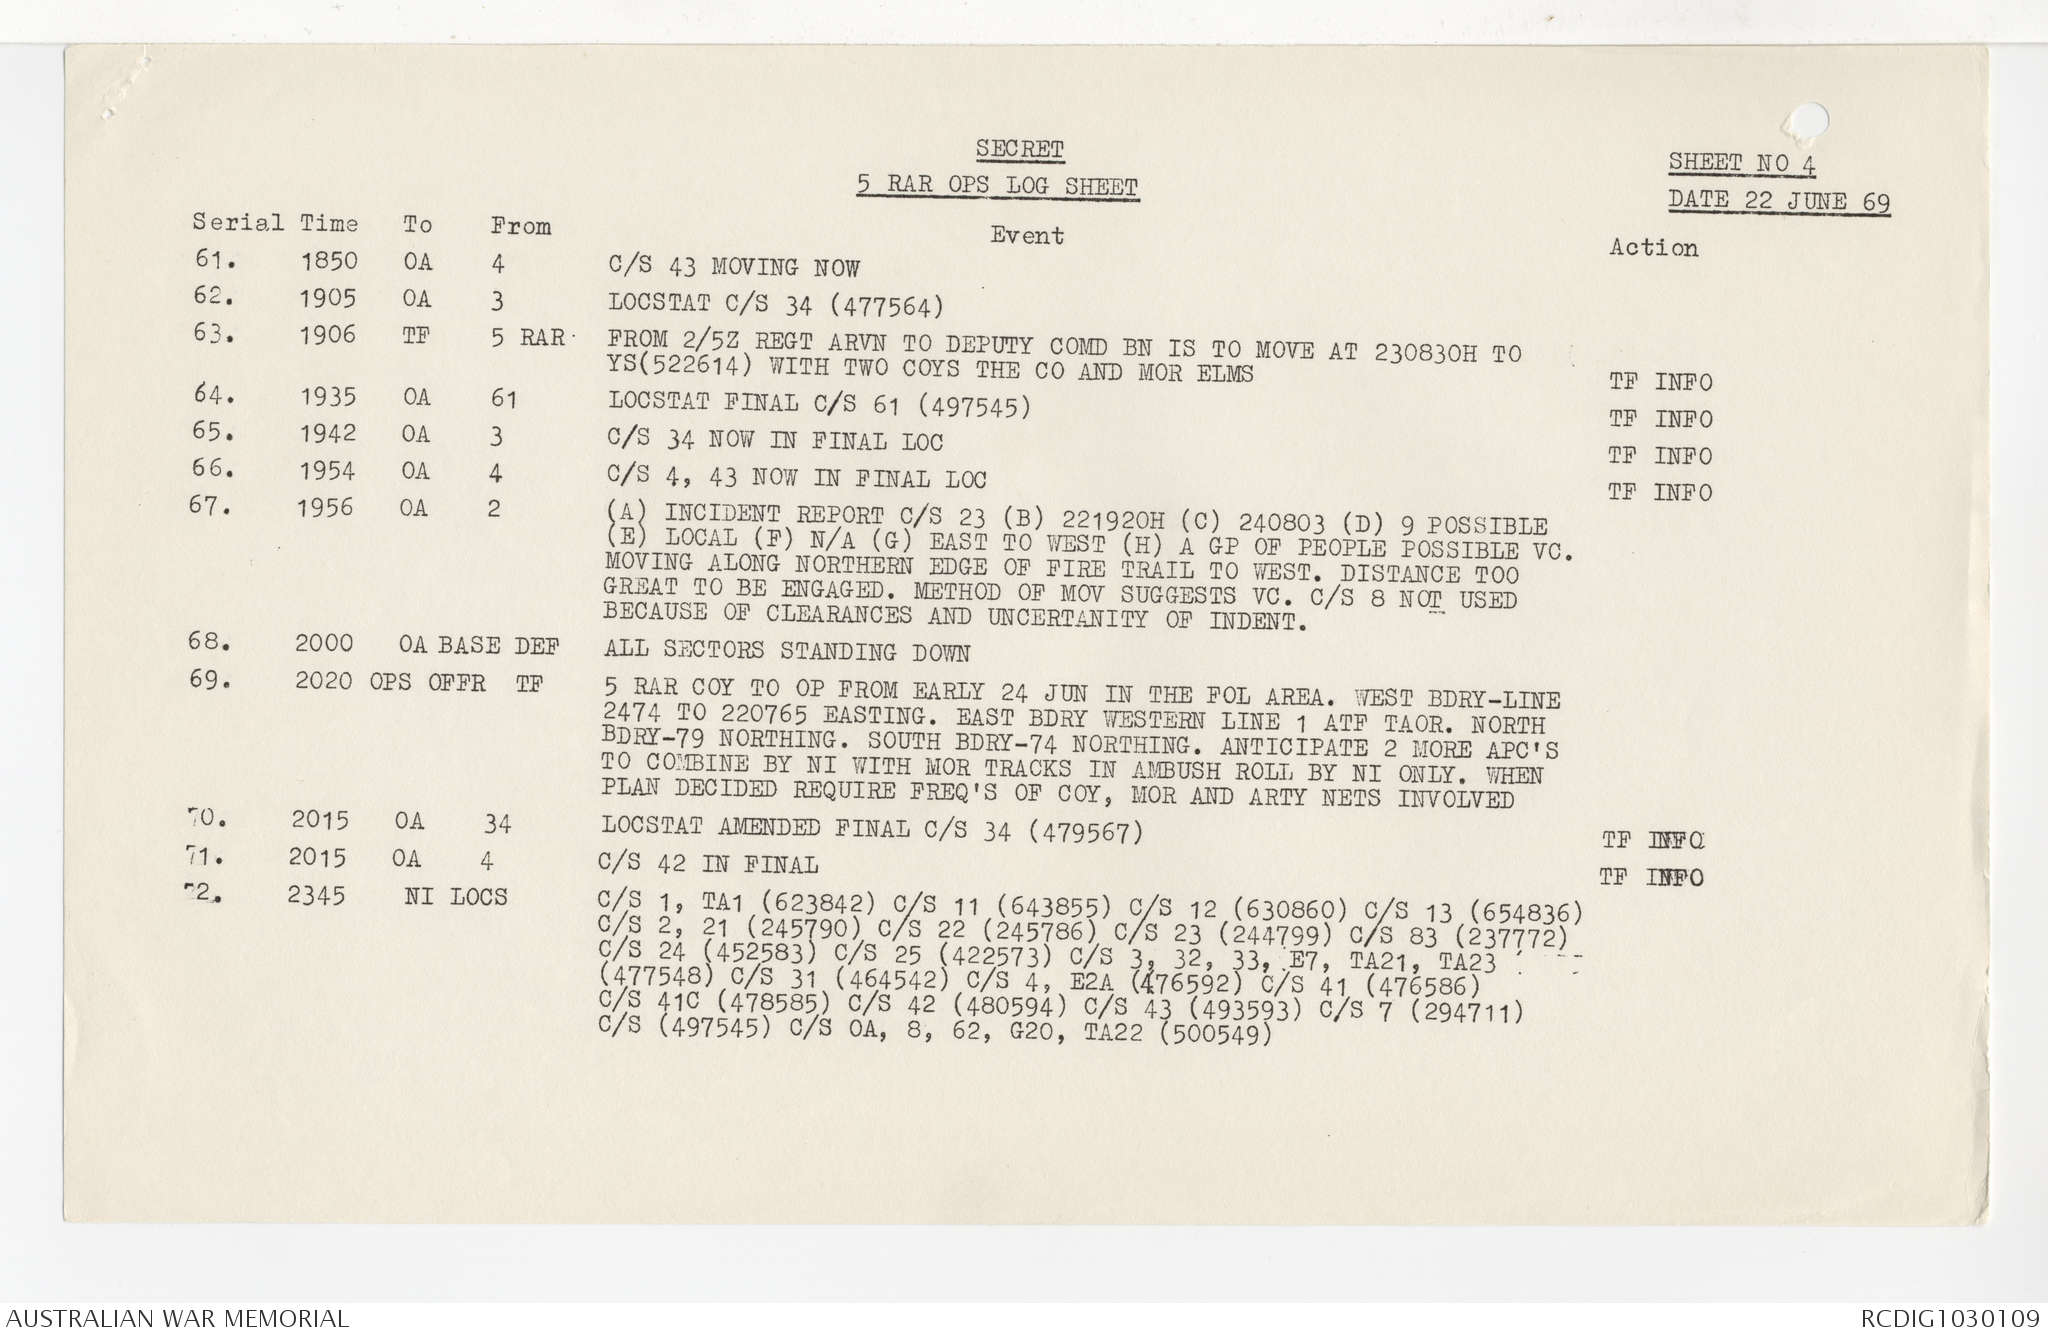 SECRET
5 RAR OPS LOG SHEET
SHEET NO 4
DATE 22 JUNE 69
Serial Time To From Event Action
61. 1850 OA 4 C/S 43 MOVING NOW
62. 1905 OA 3 LOCSTAT C/S 34 (477564)
63. 1906 TF 5 RAR FROM 2/5Z REGT ARVN TO DEPUTY COMD BN IS TO MOVE AT 230830H TO
YS(522614) WITH TWO COYS THE CO AND MOR ELMS TF INFO
64. 1935 OA 61 LOCSTAT FINAL C/S 61 (497545) TF INFO
65. 1942 OA 3 C/S 34 NOW IN FINAL LOC TF INFO
66. 1954 OA 4 C/S 4, 43 NOW IN FINAL LOC TF INFO
67. 1956 OA 2 (A) INCIDENT REPORT C/S 23 (B) 221920H (C) 240803 (D) 9 POSSIBLE
(E) LOCAL (F) N/A (G) EAST TO WEST (H) A GP OF PEOPLE POSSIBLE VC.
MOVING ALONG NORTHERN EDGE OF FIRE TRAIL TO WEST. DISTANCE TOO
GREAT TO BE ENGAGED. METHOD OF MOV SUGGESTS VC. C/S 8 NOT USED
BECAUSE OF CLEARANCES AND UNCERTANITY OF INDENT.
68. 2000 OA BASE DEF ALL SECTORS STANDING DOWN
69. 2020 OPS OFFR TF 5 RAR COY TO OP FROM EARLY 24 JUN IN THE FOL AREA. WEST BDRY-LINE
2474 TO 220765 EASTING. EAST BDRY WESTERN LINE 1 ATF TAOR. NORTH
BDRY-79 NORTHING. SOUTH BDRY-74 NORTHING. ANTICIPATE 2 MORE APC'S
TO COMBINE BY NI WITH MOR TRACKS IN AMBUSH ROLL BY NI ONLY. WHEN
PLAN DECIDED REQUIRE FREQ'S OF COY, MOR AND ARTY NETS INVOLVED
70. 2015 OA 34 LOCSTAT AMENDED FINAL C/S 34 (479567) TF INFO
71. 2015 OA 4 C/S 42 IN FINAL TF INFO
72. 2345 NI LOCS C/S 1, TA1 (623842) C/S 11 (643855) C/S 12 (630860) C/S 13 (654836)
C/S 2, 21 (245790) C/S 22 (245786) C/S 23 (244799) C/S 83 (237772)
C/S 24 (452583) C/S 25 (422573) C/S 3, 32, 33, E7, TA21, TA23
(477548) C/S 31 (464542) C/S 4, E2A (476592) C/S 41 (476586)
C/S 41C (478585) C/S 42 (480594) C/S 43 (493593) C/S 7 (294711)
C/S (497545) C/S OA, 8, 62, G20, TA22 (500549)
AUSTRALIAN WAR MEMORIAL
RCDIG1030109